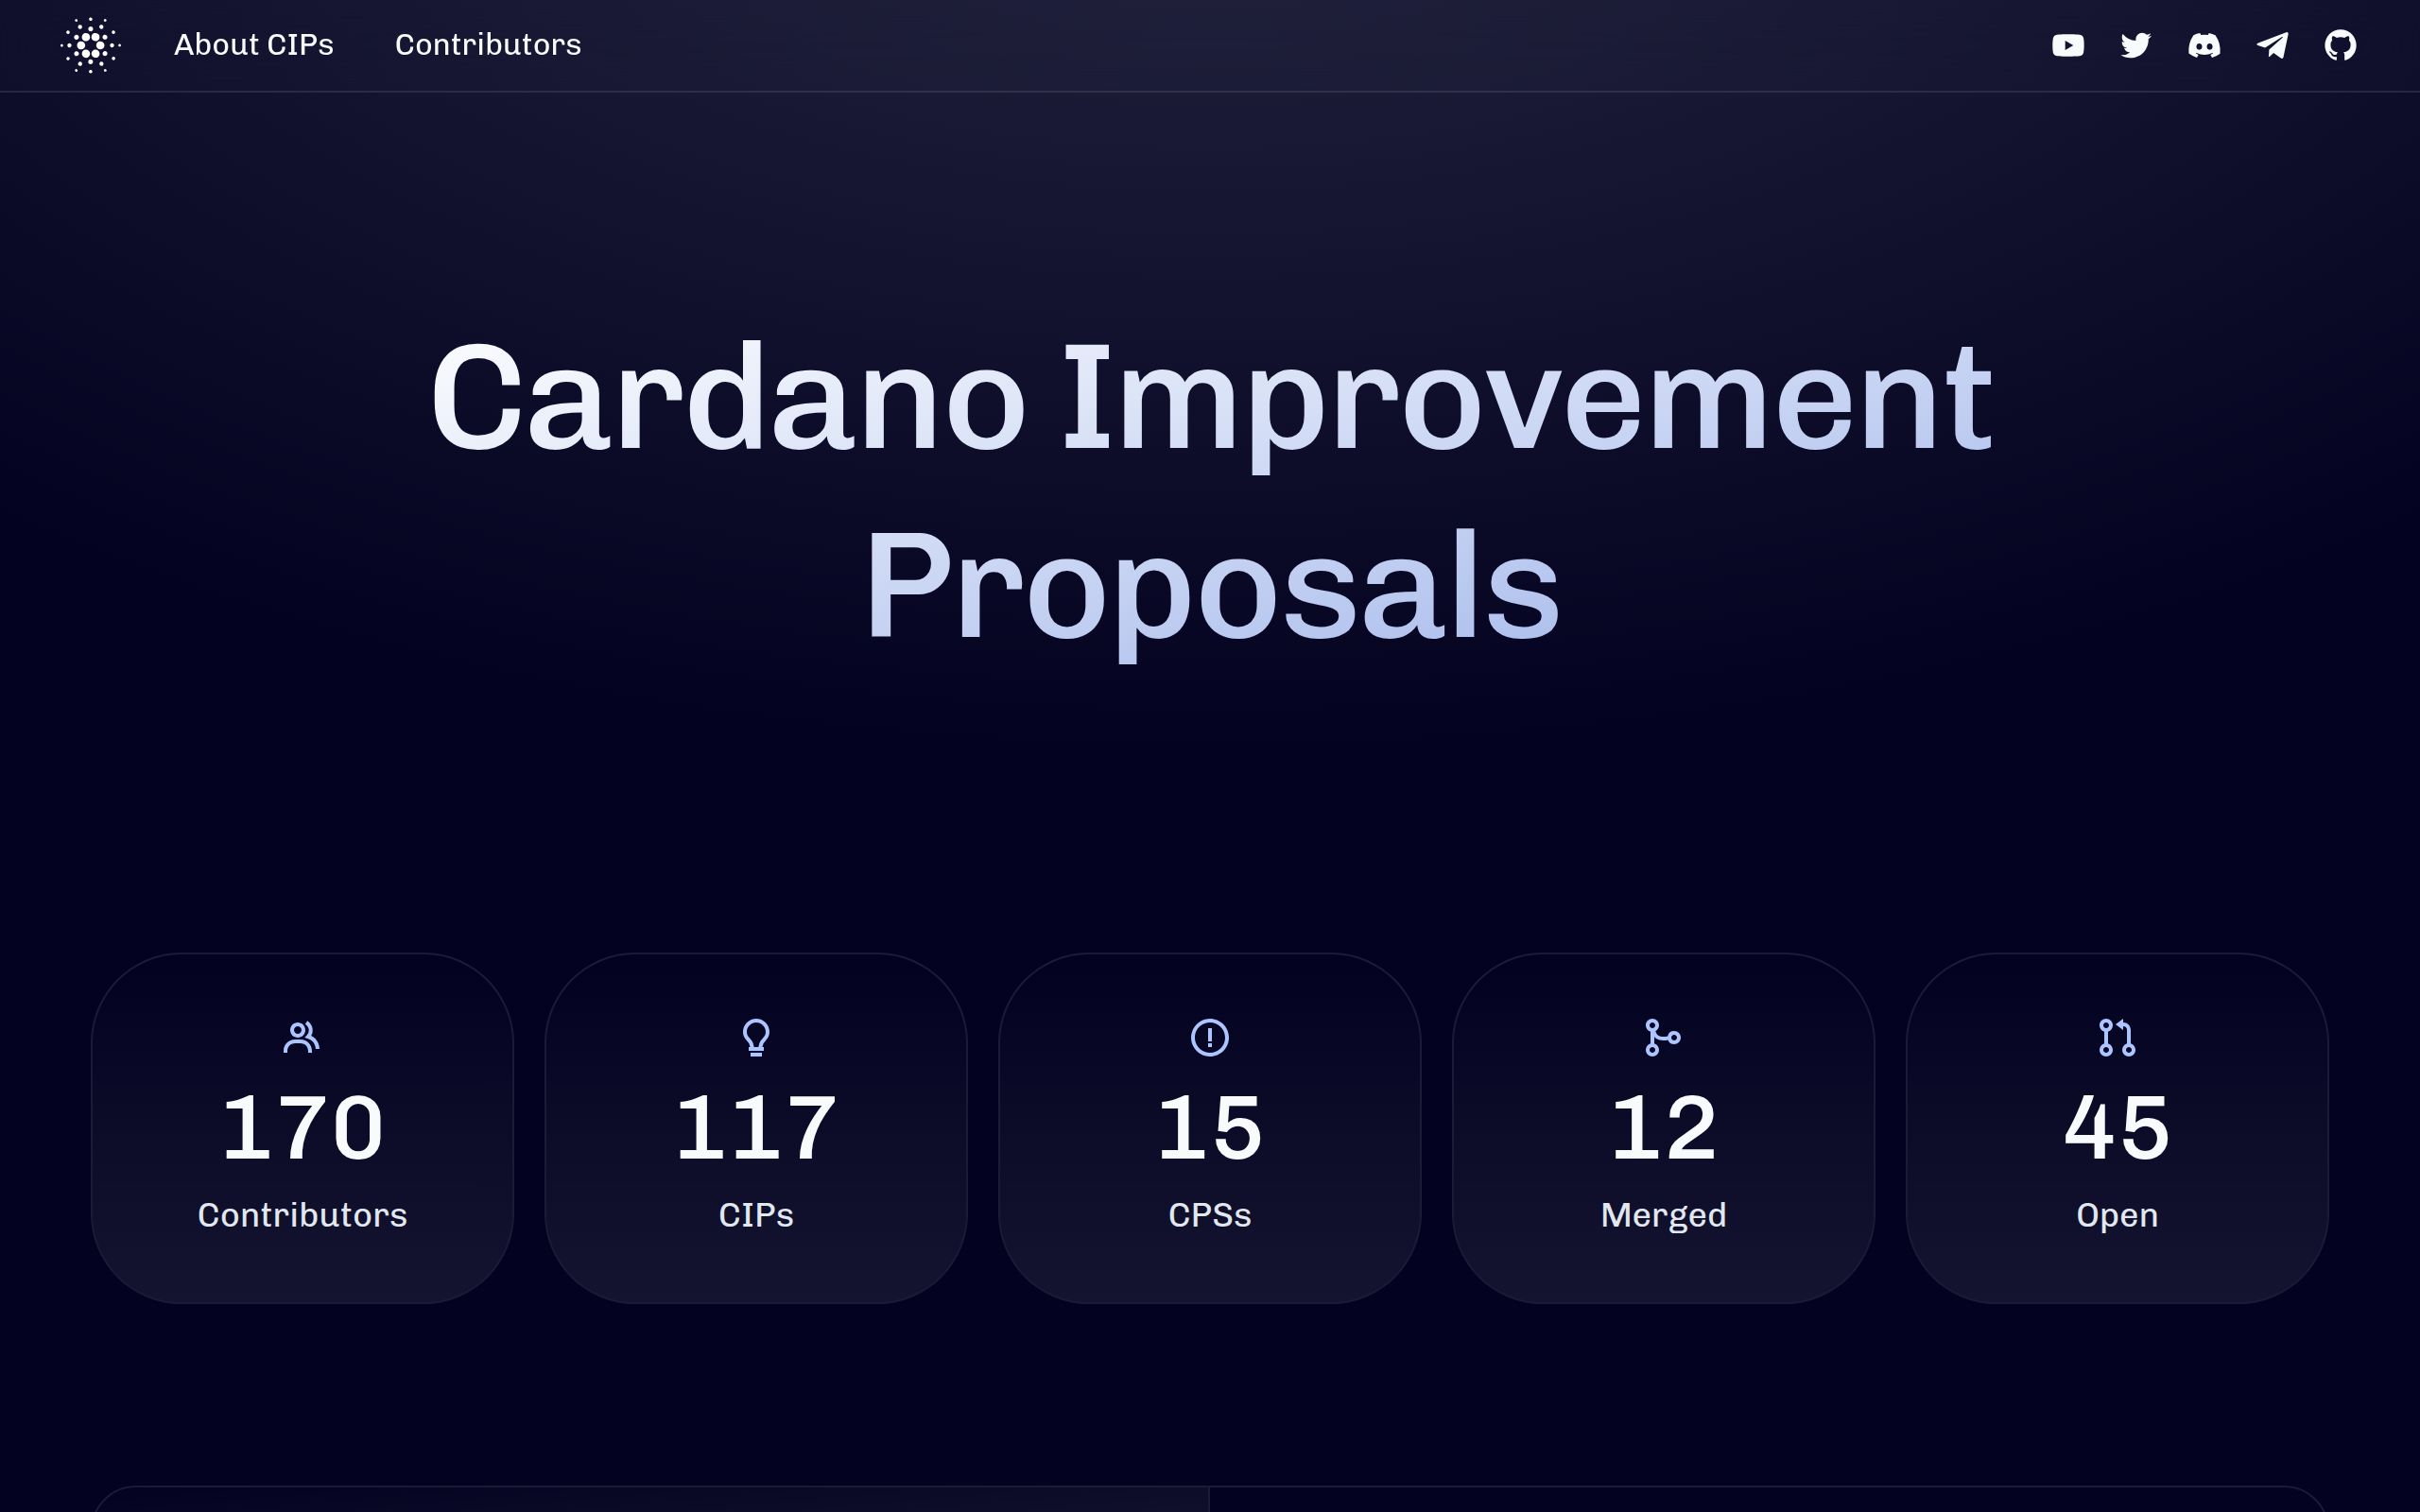 About CIPs
Contributors
Cardano Improvement
Proposals
170
Contributors
117
CIPs
15
CPSs
12
Merged
45
Open